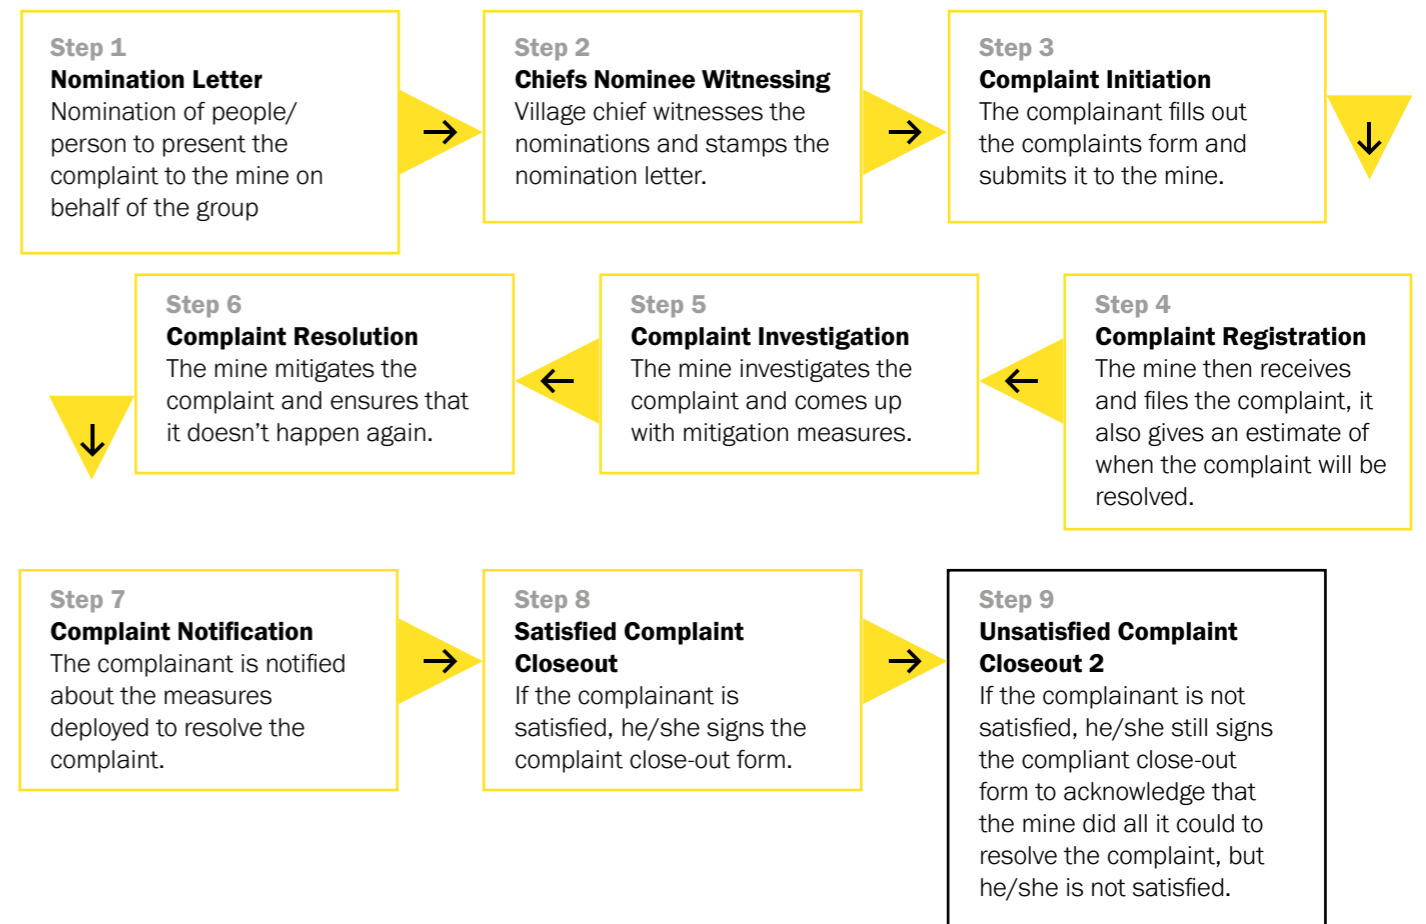 Step 1
Nomination Letter
Nomination of people/
person to present the
complaint to the mine on
behalf of the group
Step 2
Chiefs Nominee Witnessing
Village chief witnesses the
nominations and stamps the
nomination letter.
Step 3
Complaint Initiation
The complainant fills out
the complaints form and
submits it to the mine.
Step 4
Complaint Registration
The mine then receives
and files the complaint, it
also gives an estimate of
when the complaint will be
resolved.
Step 5
Complaint Investigation
The mine investigates the
complaint and comes up
with mitigation measures.
Step 6
Complaint Resolution
The mine mitigates the
complaint and ensures that
it doesn’t happen again.
Step 7
Complaint Notification
The complainant is notified
about the measures
deployed to resolve the
complaint.
Step 8
Satisfied Complaint
Closeout
If the complainant is
satisfied, he/she signs the
complaint close-out form.
Step 9
Unsatisfied Complaint
Closeout 2
If the complainant is not
satisfied, he/she still signs
the compliant close-out
form to acknowledge that
the mine did all it could to
resolve the complaint, but
he/she is not satisfied.